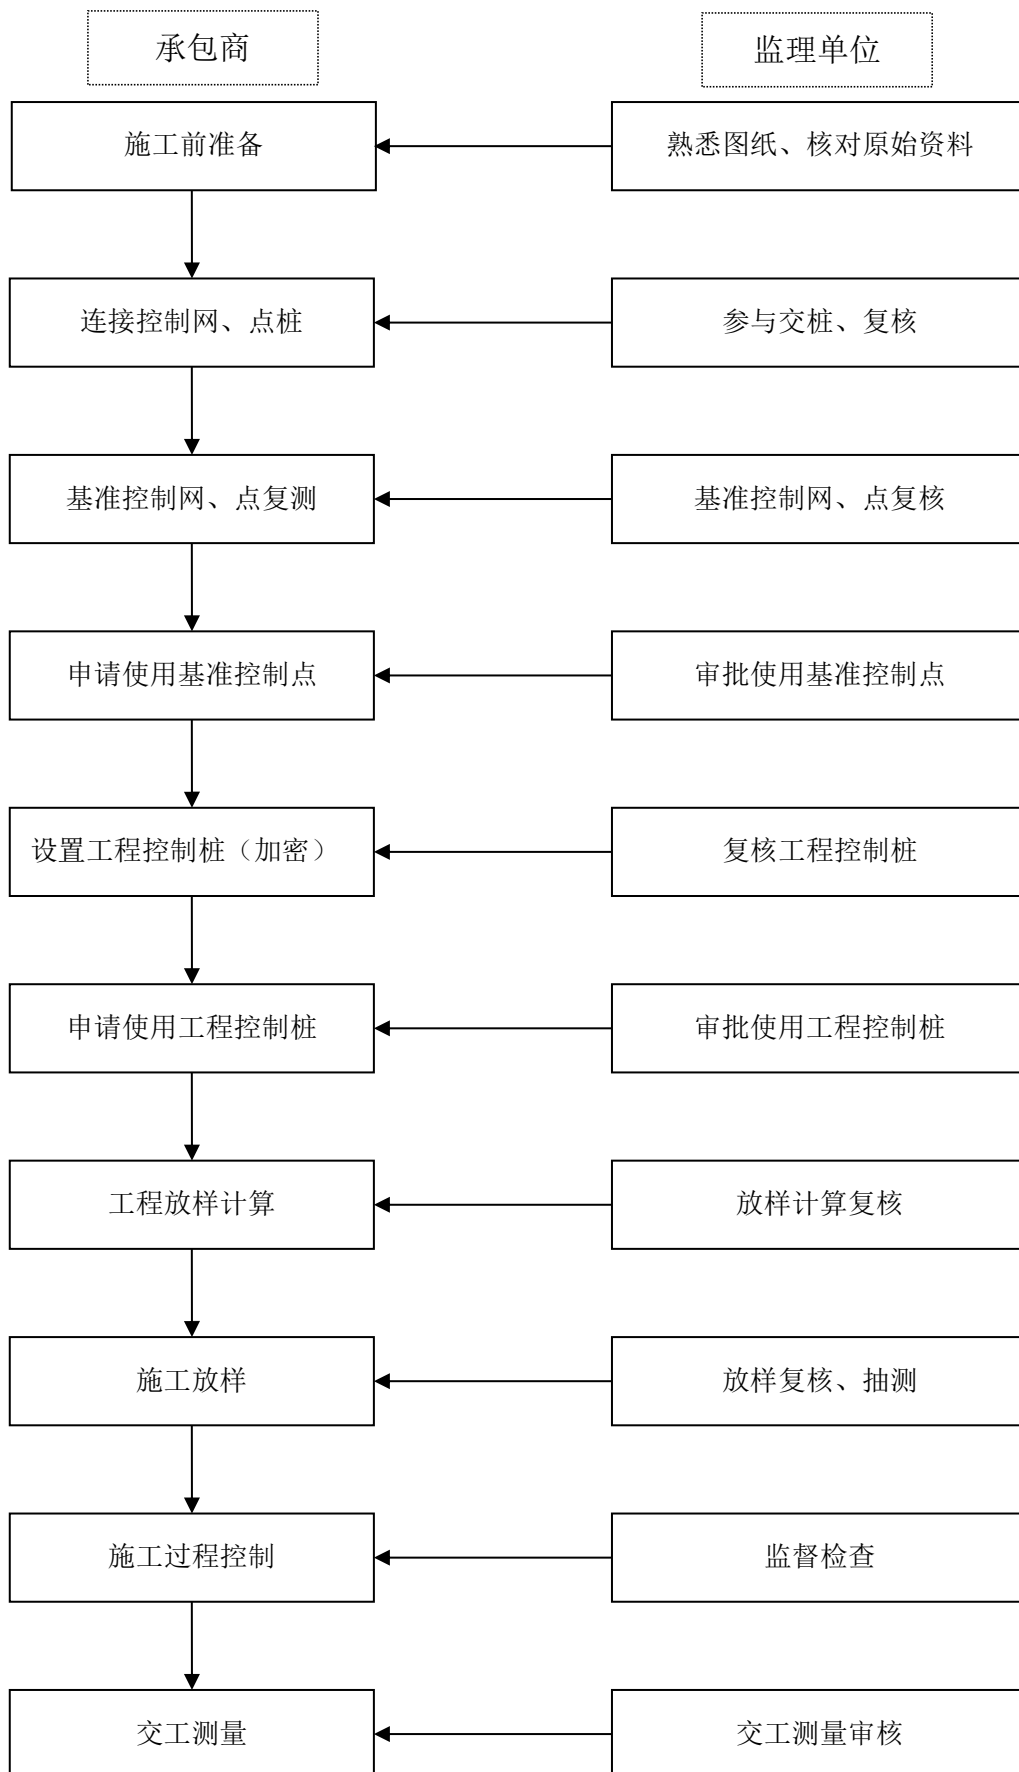 承包商
监理单位
施工前准备
熟悉图纸、核对原始资料
连接控制网、点桩
参与交桩、复核
基准控制网、点复测
基准控制网、点复核
申请使用基准控制点
审批使用基准控制点
设置工程控制桩（加密）
复核工程控制桩
申请使用工程控制桩
审批使用工程控制桩
工程放样计算
放样计算复核
施工放样
放样复核、抽测
施工过程控制
监督检查
交工测量
交工测量审核